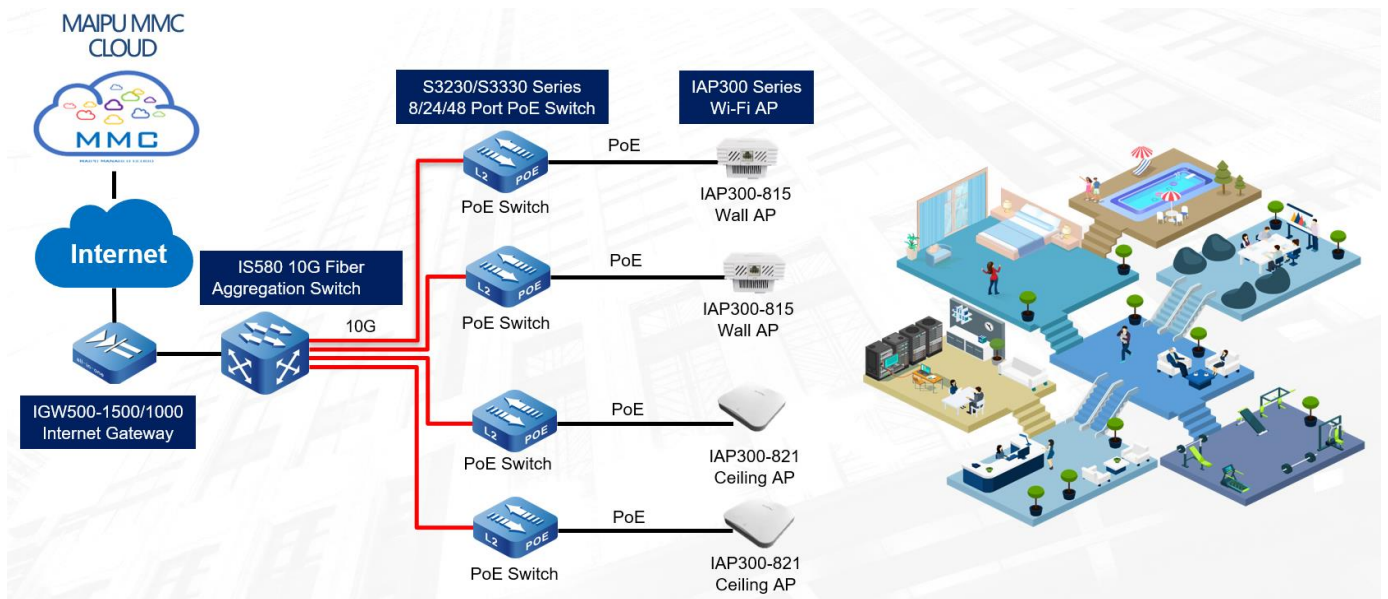 MAIPU MMC
CLOUD
MMC
Internet
IGW500-1500/1000
Internet Gateway
IS580 10G Fiber
Aggregation Switch
10G
S3230/S3330 Series
8/24/48 Port PoE Switch
IAP300 Series
Wi-Fi AP
L2 POE
PoE Switch
PoE
IAP300-815
Wall AP
L2 POE
PoE Switch
PoE
IAP300-815
Wall AP
L2 POE
PoE Switch
PoE
IAP300-821
Ceiling AP
L2 POE
PoE Switch
PoE
IAP300-821
Ceiling AP